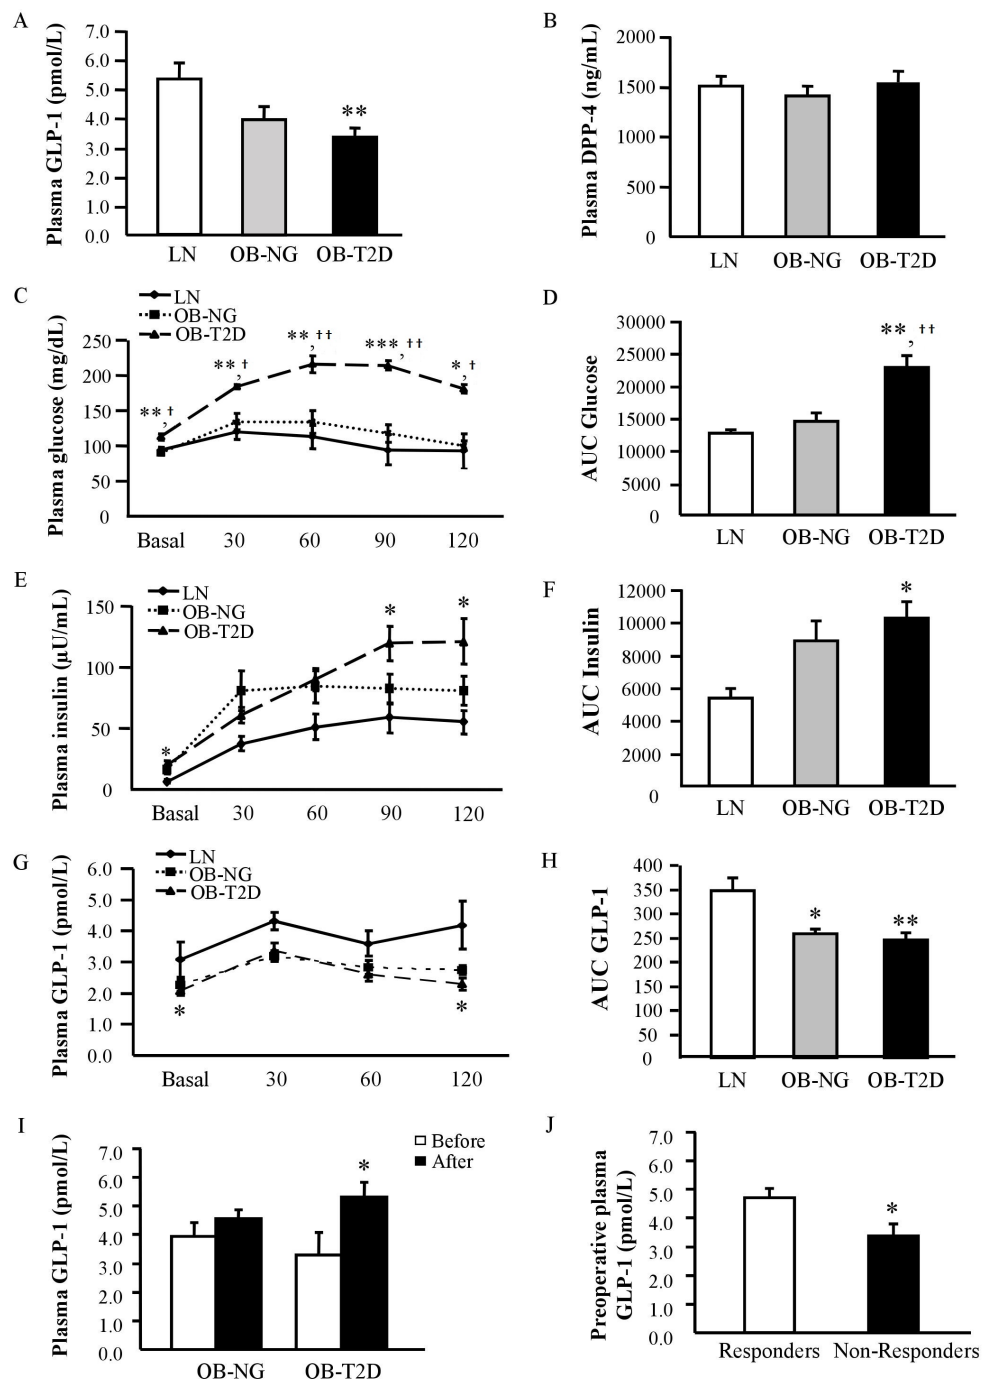 A
Plasma GLP-1 (pmol/L)
7.0
6.0
5.0
4.0
3.0
2.0
1.0
0.0
**
LN
OB-NG
OB-T2D
B
Plasma DPP-4 (ng/mL)
2000
1500
1000
500
0
LN
OB-NG
OB-T2D
C
LN
OB-NG
OB-T2D
Plasma glucose (mg/dL)
250
200
150
100
50
0
**,†
**,†
**,††
***,††
*,†
Basal
30
60
90
120
D
AUC Glucose
30000
25000
20000
15000
10000
5000
0
**,††
LN
OB-NG
OB-T2D
E
LN
OB-NG
OB-T2D
Plasma insulin (µU/mL)
150
100
50
0
*
*
*
Basal
30
60
90
120
F
AUC Insulin
12000
10000
8000
6000
4000
2000
0
*
LN
OB-NG
OB-T2D
G
LN
OB-NG
OB-T2D
Plasma GLP-1 (pmol/L)
6.0
5.0
4.0
3.0
2.0
1.0
0.0
*
*
Basal
30
60
120
H
AUC GLP-1
400
350
300
250
200
150
100
50
0
*
**
LN
OB-NG
OB-T2D
I
Before
After
Plasma GLP-1 (pmol/L)
7.0
6.0
5.0
4.0
3.0
2.0
1.0
0.0
*
OB-NG
OB-T2D
J
Preoperative plasma
GLP-1 (pmol/L)
7.0
6.0
5.0
4.0
3.0
2.0
1.0
0.0
*
Responders
Non-Responders